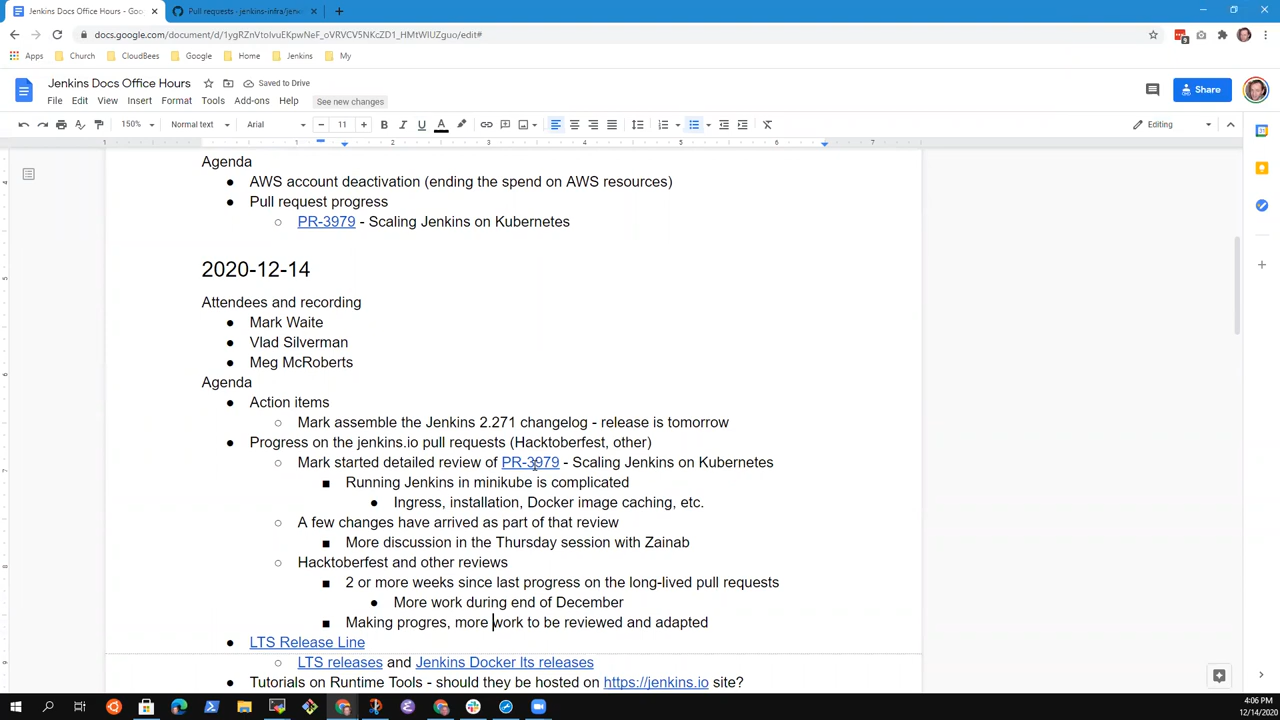 Jenkins Docs Office Hours - Goo
Pull requests · jenkins-infra/jenk
docs.google.com/document/d/1ygRZnVtoIvuEKpwNeF_oVRVCV5NKcZD1_HMtWIUZguo/edit#
Apps Church CloudBees Google Home Jenkins My
Jenkins Docs Office Hours
Saved to Drive
File Edit View Insert Format Tools Add-ons Help See new changes
Share
150% Normal text Arial 11 Editing
1 1 2 3 4 5 6 7
Agenda
● AWS account deactivation (ending the spend on AWS resources)
● Pull request progress
○ PR-3979 - Scaling Jenkins on Kubernetes
2020-12-14
Attendees and recording
● Mark Waite
● Vlad Silverman
● Meg McRoberts
Agenda
● Action items
○ Mark assemble the Jenkins 2.271 changelog - release is tomorrow
● Progress on the jenkins.io pull requests (Hacktoberfest, other)
○ Mark started detailed review of PR-3979 - Scaling Jenkins on Kubernetes
■ Running Jenkins in minikube is complicated
● Ingress, installation, Docker image caching, etc.
○ A few changes have arrived as part of that review
■ More discussion in the Thursday session with Zainab
○ Hacktoberfest and other reviews
■ 2 or more weeks since last progress on the long-lived pull requests
● More work during end of December
■ Making progres, more work to be reviewed and adapted
● LTS Release Line
○ LTS releases and Jenkins Docker lts releases
● Tutorials on Runtime Tools - should they be hosted on https://jenkins.io site?
4:06 PM
12/14/2020